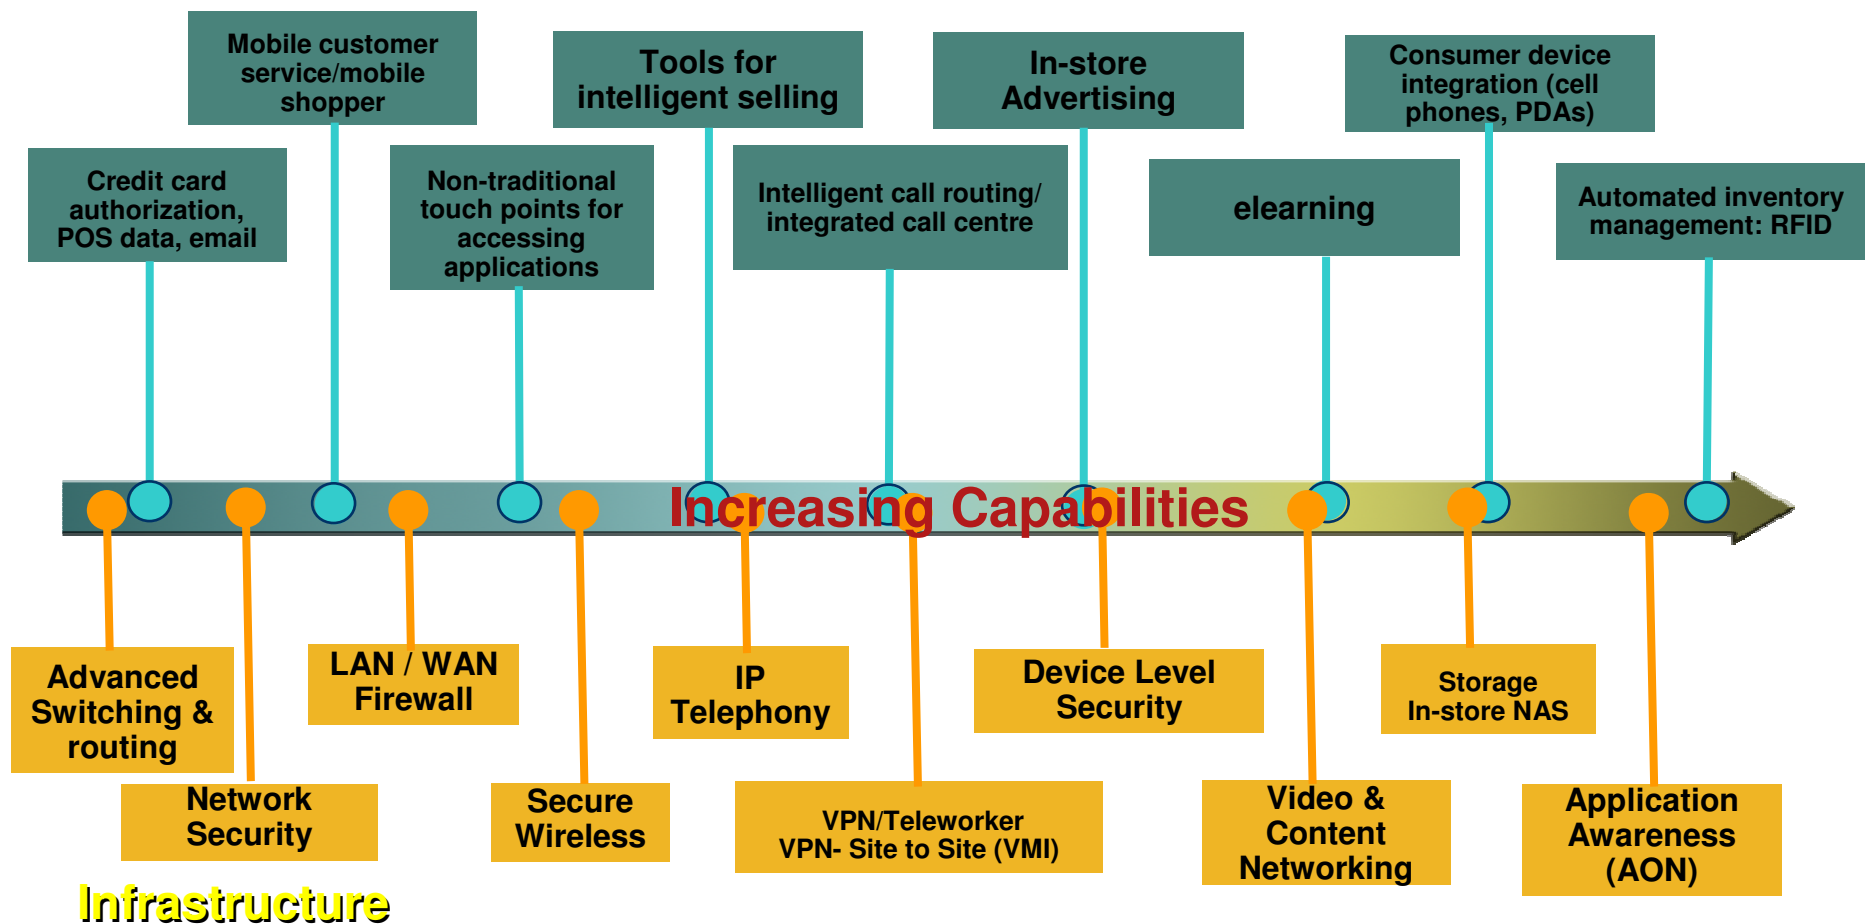 Mobile customer
service/mobile
shopper
Tools for
intelligent selling
In-store
Advertising
Consumer device
integration (cell
phones, PDAs)
Credit card
authorization,
POS data, email
Non-traditional
touch points for
accessing
applications
Intelligent call routing/
integrated call centre
elearning
Automated inventory
management: RFID
Increasing Capabilities
Advanced
Switching &
routing
LAN / WAN
Firewall
IP
Telephony
Device Level
Security
Storage
In-store NAS
Network
Security
Secure
Wireless
VPN/Teleworker
VPN- Site to Site (VMI)
Video &
Content
Networking
Application
Awareness
(AON)
Infrastructure